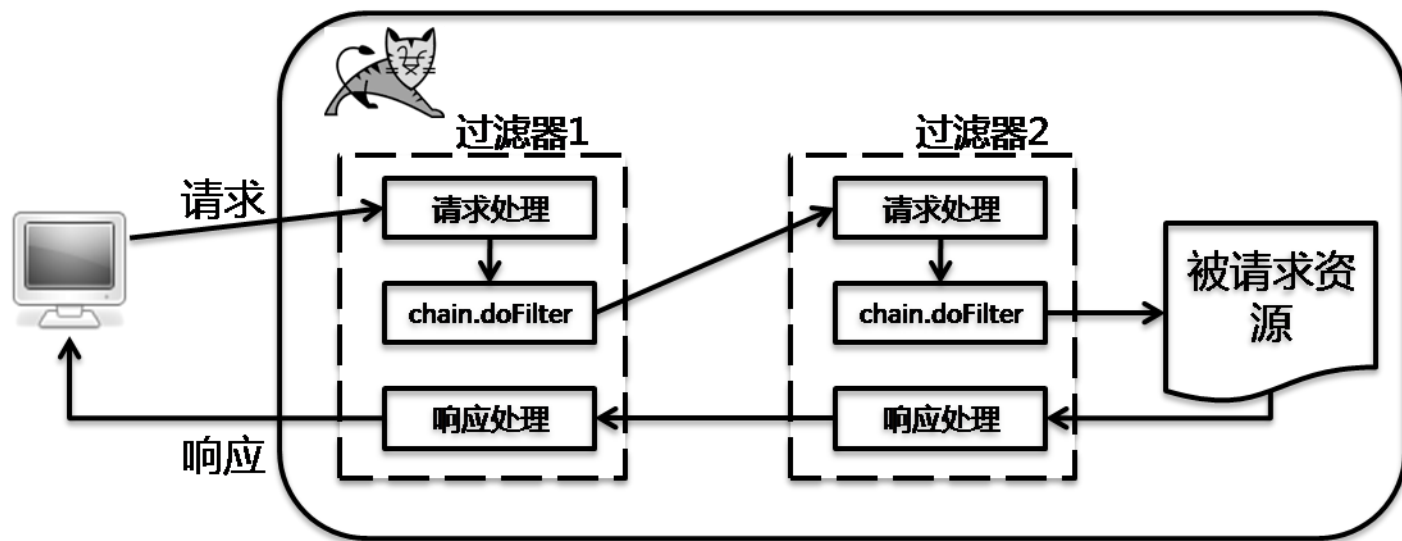 过滤器1
过滤器2
请求
请求处理
请求处理
chain.doFilter
chain.doFilter
被请求资
源
响应处理
响应处理
响应